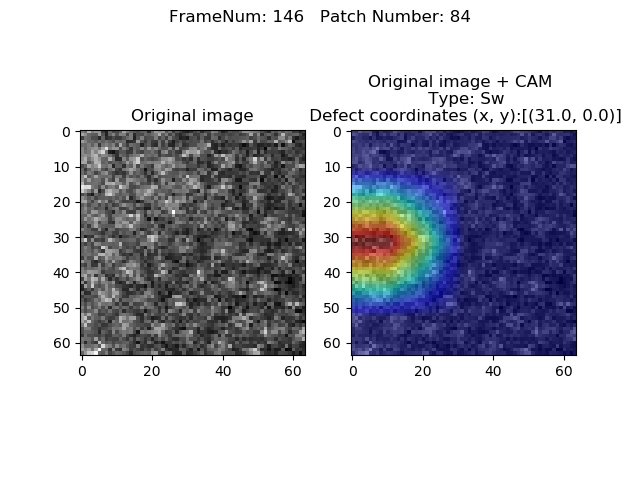 FrameNum: 146   Patch Number: 84
Original image
Original image + CAM
Type: Sw
Defect coordinates (x, y):[(31.0, 0.0)]
0
10
20
30
40
50
60
0 20 40 60
0
10
20
30
40
50
60
0 20 40 60